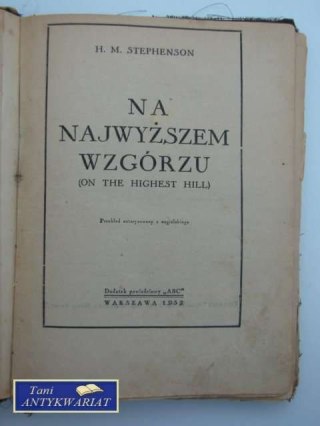 H. M. STEPHENSON
NA
NAJWYŻSZEM
WZGÓRZU
(ON THE HIGHEST HILL)
Przekład autoryzowany z angielskiego
Dodatek powieściowy „ABC"
WARSZAWA 1932
Tani
ANTYKWARIAT